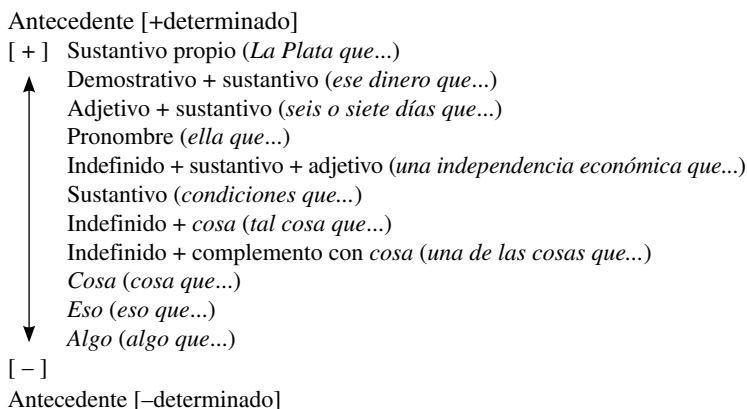 Antecedente [+determinado]
[ + ] Sustantivo propio (La Plata que...)
Demostrativo + sustantivo (ese dinero que...)
Adjetivo + sustantivo (seis o siete días que...)
Pronombre (ella que...)
Indefinido + sustantivo + adjetivo (una independencia económica que...)
Sustantivo (condiciones que...)
Indefinido + cosa (tal cosa que...)
Indefinido + complemento con cosa (una de las cosas que...)
Cosa (cosa que...)
Eso (eso que...)
Algo (algo que...)
[ – ]
Antecedente [–determinado]